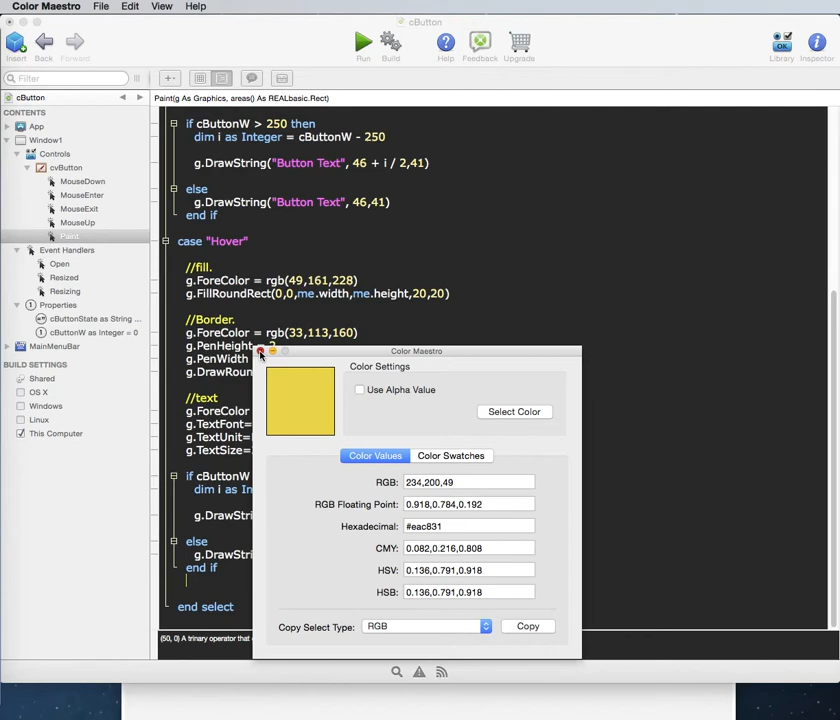 Color Maestro File Edit View Help
cButton
Insert Back Forward Run Build Help Feedback Upgrade Library Inspector
OK
Filter
cButton
Paint(g As Graphics, areas() As REALbasic.Rect)
CONTENTS
App
Window1
Controls
cvButton
MouseDown
MouseEnter
MouseExit
MouseUp
Paint
Event Handlers
Open
Resized
Resizing
Properties
cButtonState as String ...
cButtonW as Integer = 0
MainMenuBar
BUILD SETTINGS
Shared
OS X
Windows
Linux
This Computer
if cButtonW > 250 then
dim i as Integer = cButtonW - 250
g.DrawString("Button Text", 46 + i / 2,41)
else
g.DrawString("Button Text", 46,41)
end if
case "Hover"
//fill.
g.ForeColor = rgb(49,161,228)
g.FillRoundRect(0,0,me.width,me.height,20,20)
//Border.
g.ForeColor = rgb(33,113,160)
g.PenHeight = 2
g.PenWidth
g.DrawRoun
//text
g.ForeColor
g.TextFont=
g.TextUnit=
g.TextSize=
if cButtonW
dim i as In
g.DrawStri
else
g.DrawStri
end if
end select
(50, 0) A trinary operator that
Color Maestro
Color Settings
Use Alpha Value
Select Color
Color Values Color Swatches
RGB: 234,200,49
RGB Floating Point: 0.918,0.784,0.192
Hexadecimal: #eac831
CMY: 0.082,0.216,0.808
HSV: 0.136,0.791,0.918
HSB: 0.136,0.791,0.918
Copy Select Type: RGB Copy